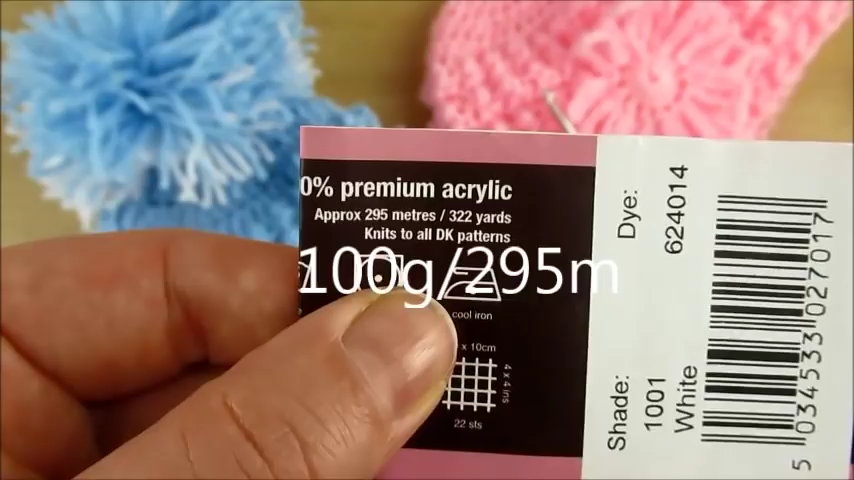 0% premium acrylic
Approx 295 metres / 322 yards
Knits to all DK patterns
100g/295m
cool iron
x 10cm
4 x 4 ins
22 sts
Dye:
624014
Shade:
1001
White
5 034533 027017